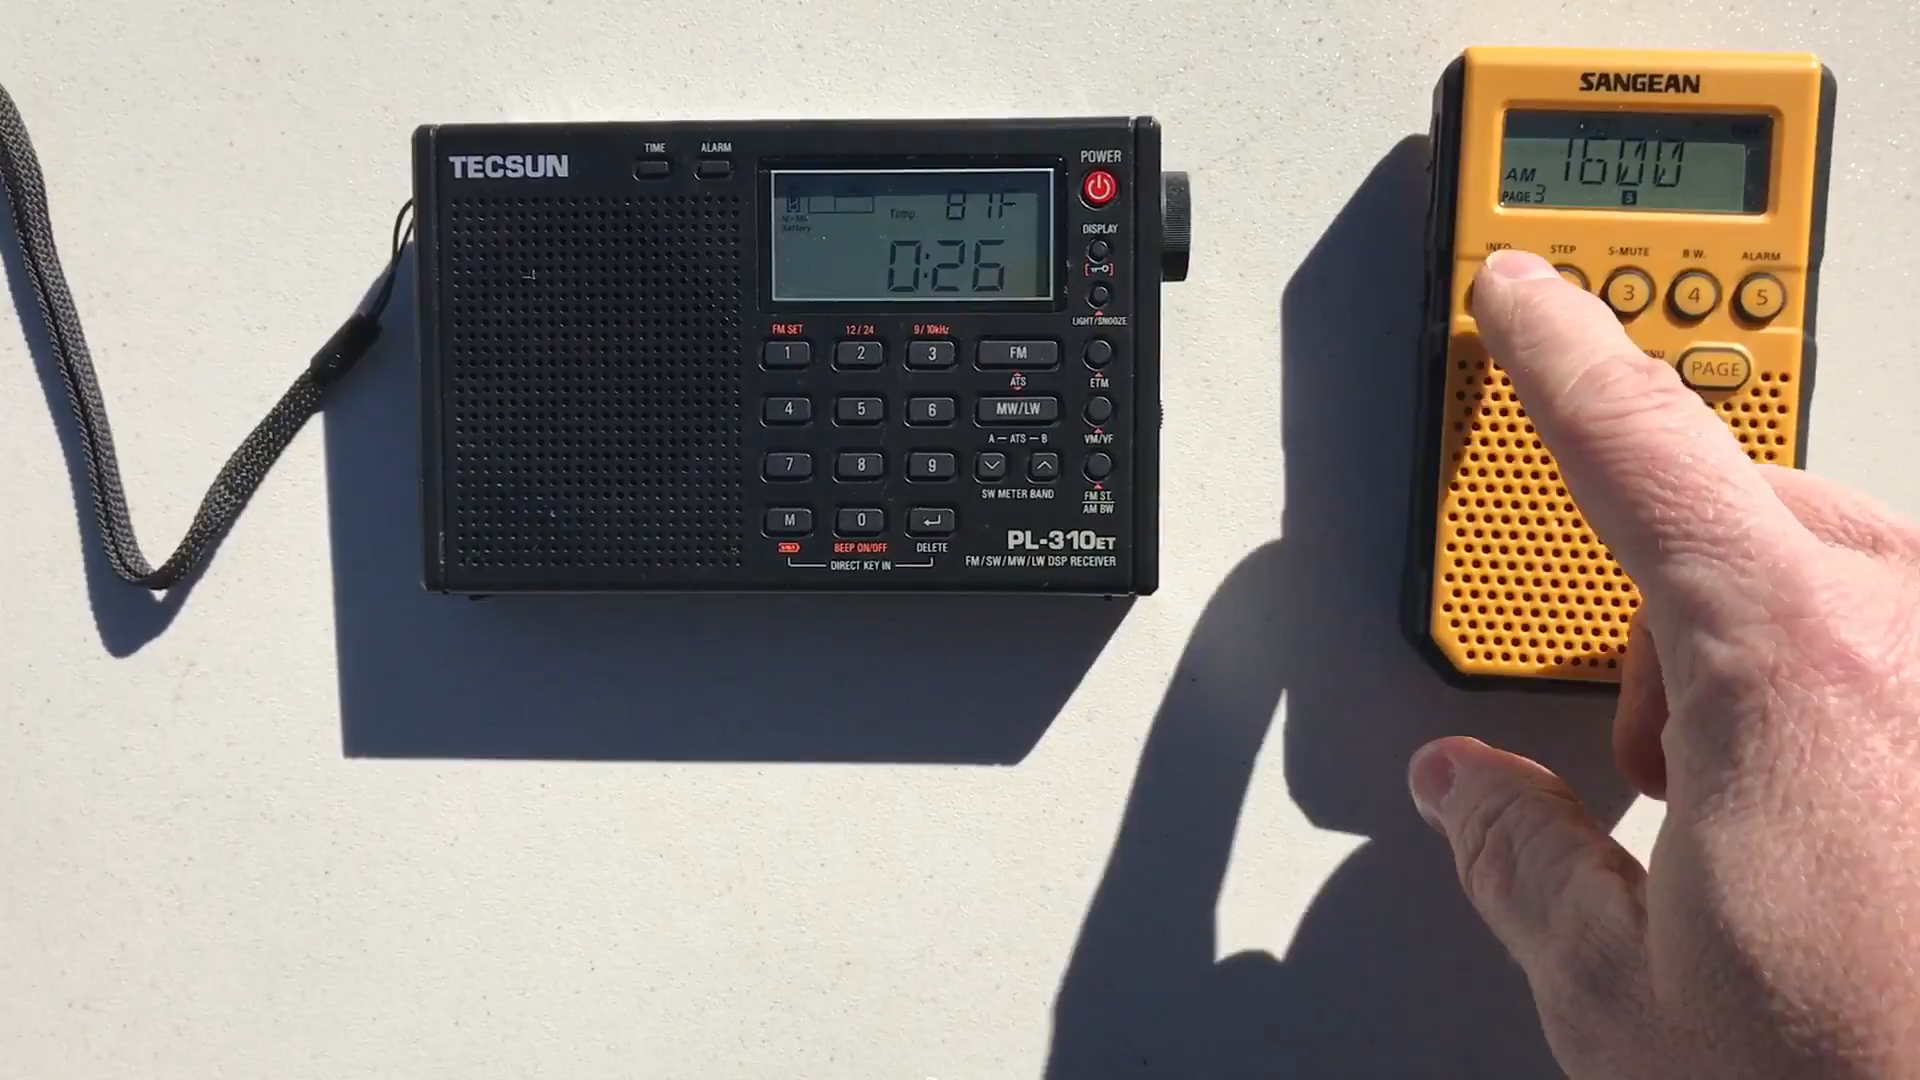 TECSUN
TIME
ALARM
POWER
Temp.
81F
Battery
0:26
DISPLAY
LIGHT/SNOOZE
FM SET
12/24
9/10kHz
1
2
3
FM
ATS
ETM
4
5
6
MW/LW
A — ATS — B
VM/VF
7
8
9
SW METER BAND
FM ST.
AM BW
M
0
BEEP ON/OFF
DELETE
DIRECT KEY IN
PL-310ET
FM/SW/MW/LW DSP RECEIVER
SANGEAN
AM
1600
PAGE 3
S
INFO
STEP
S-MUTE
B.W.
ALARM
3
4
5
PAGE